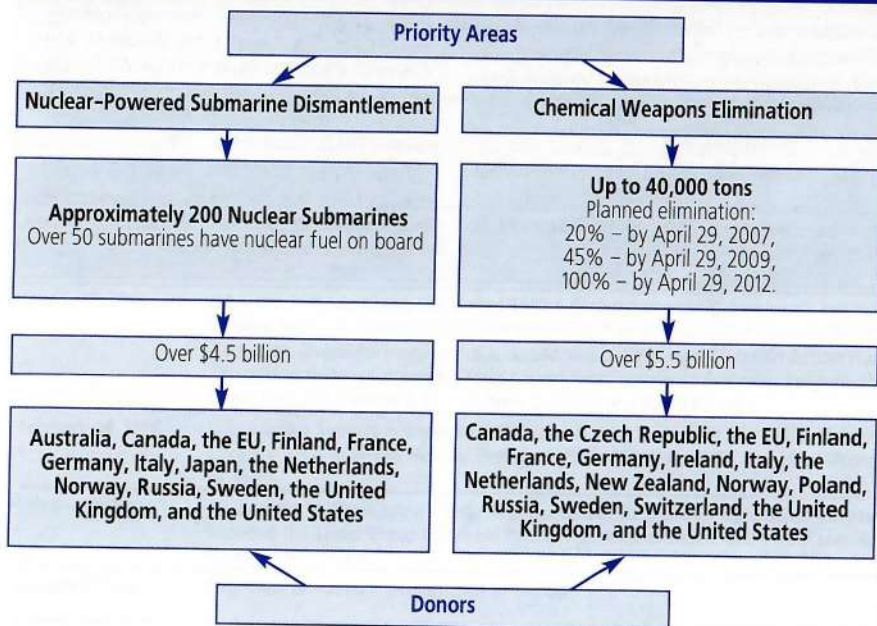 Priority Areas
Nuclear-Powered Submarine Dismantlement
Approximately 200 Nuclear Submarines
Over 50 submarines have nuclear fuel on board
Over $4.5 billion
Australia, Canada, the EU, Finland, France,
Germany, Italy, Japan, the Netherlands,
Norway, Russia, Sweden, the United
Kingdom, and the United States
Chemical Weapons Elimination
Up to 40,000 tons
Planned elimination:
20% – by April 29, 2007,
45% – by April 29, 2009,
100% – by April 29, 2012.
Over $5.5 billion
Canada, the Czech Republic, the EU, Finland,
France, Germany, Ireland, Italy, the
Netherlands, New Zealand, Norway, Poland,
Russia, Sweden, Switzerland, the United
Kingdom, and the United States
Donors